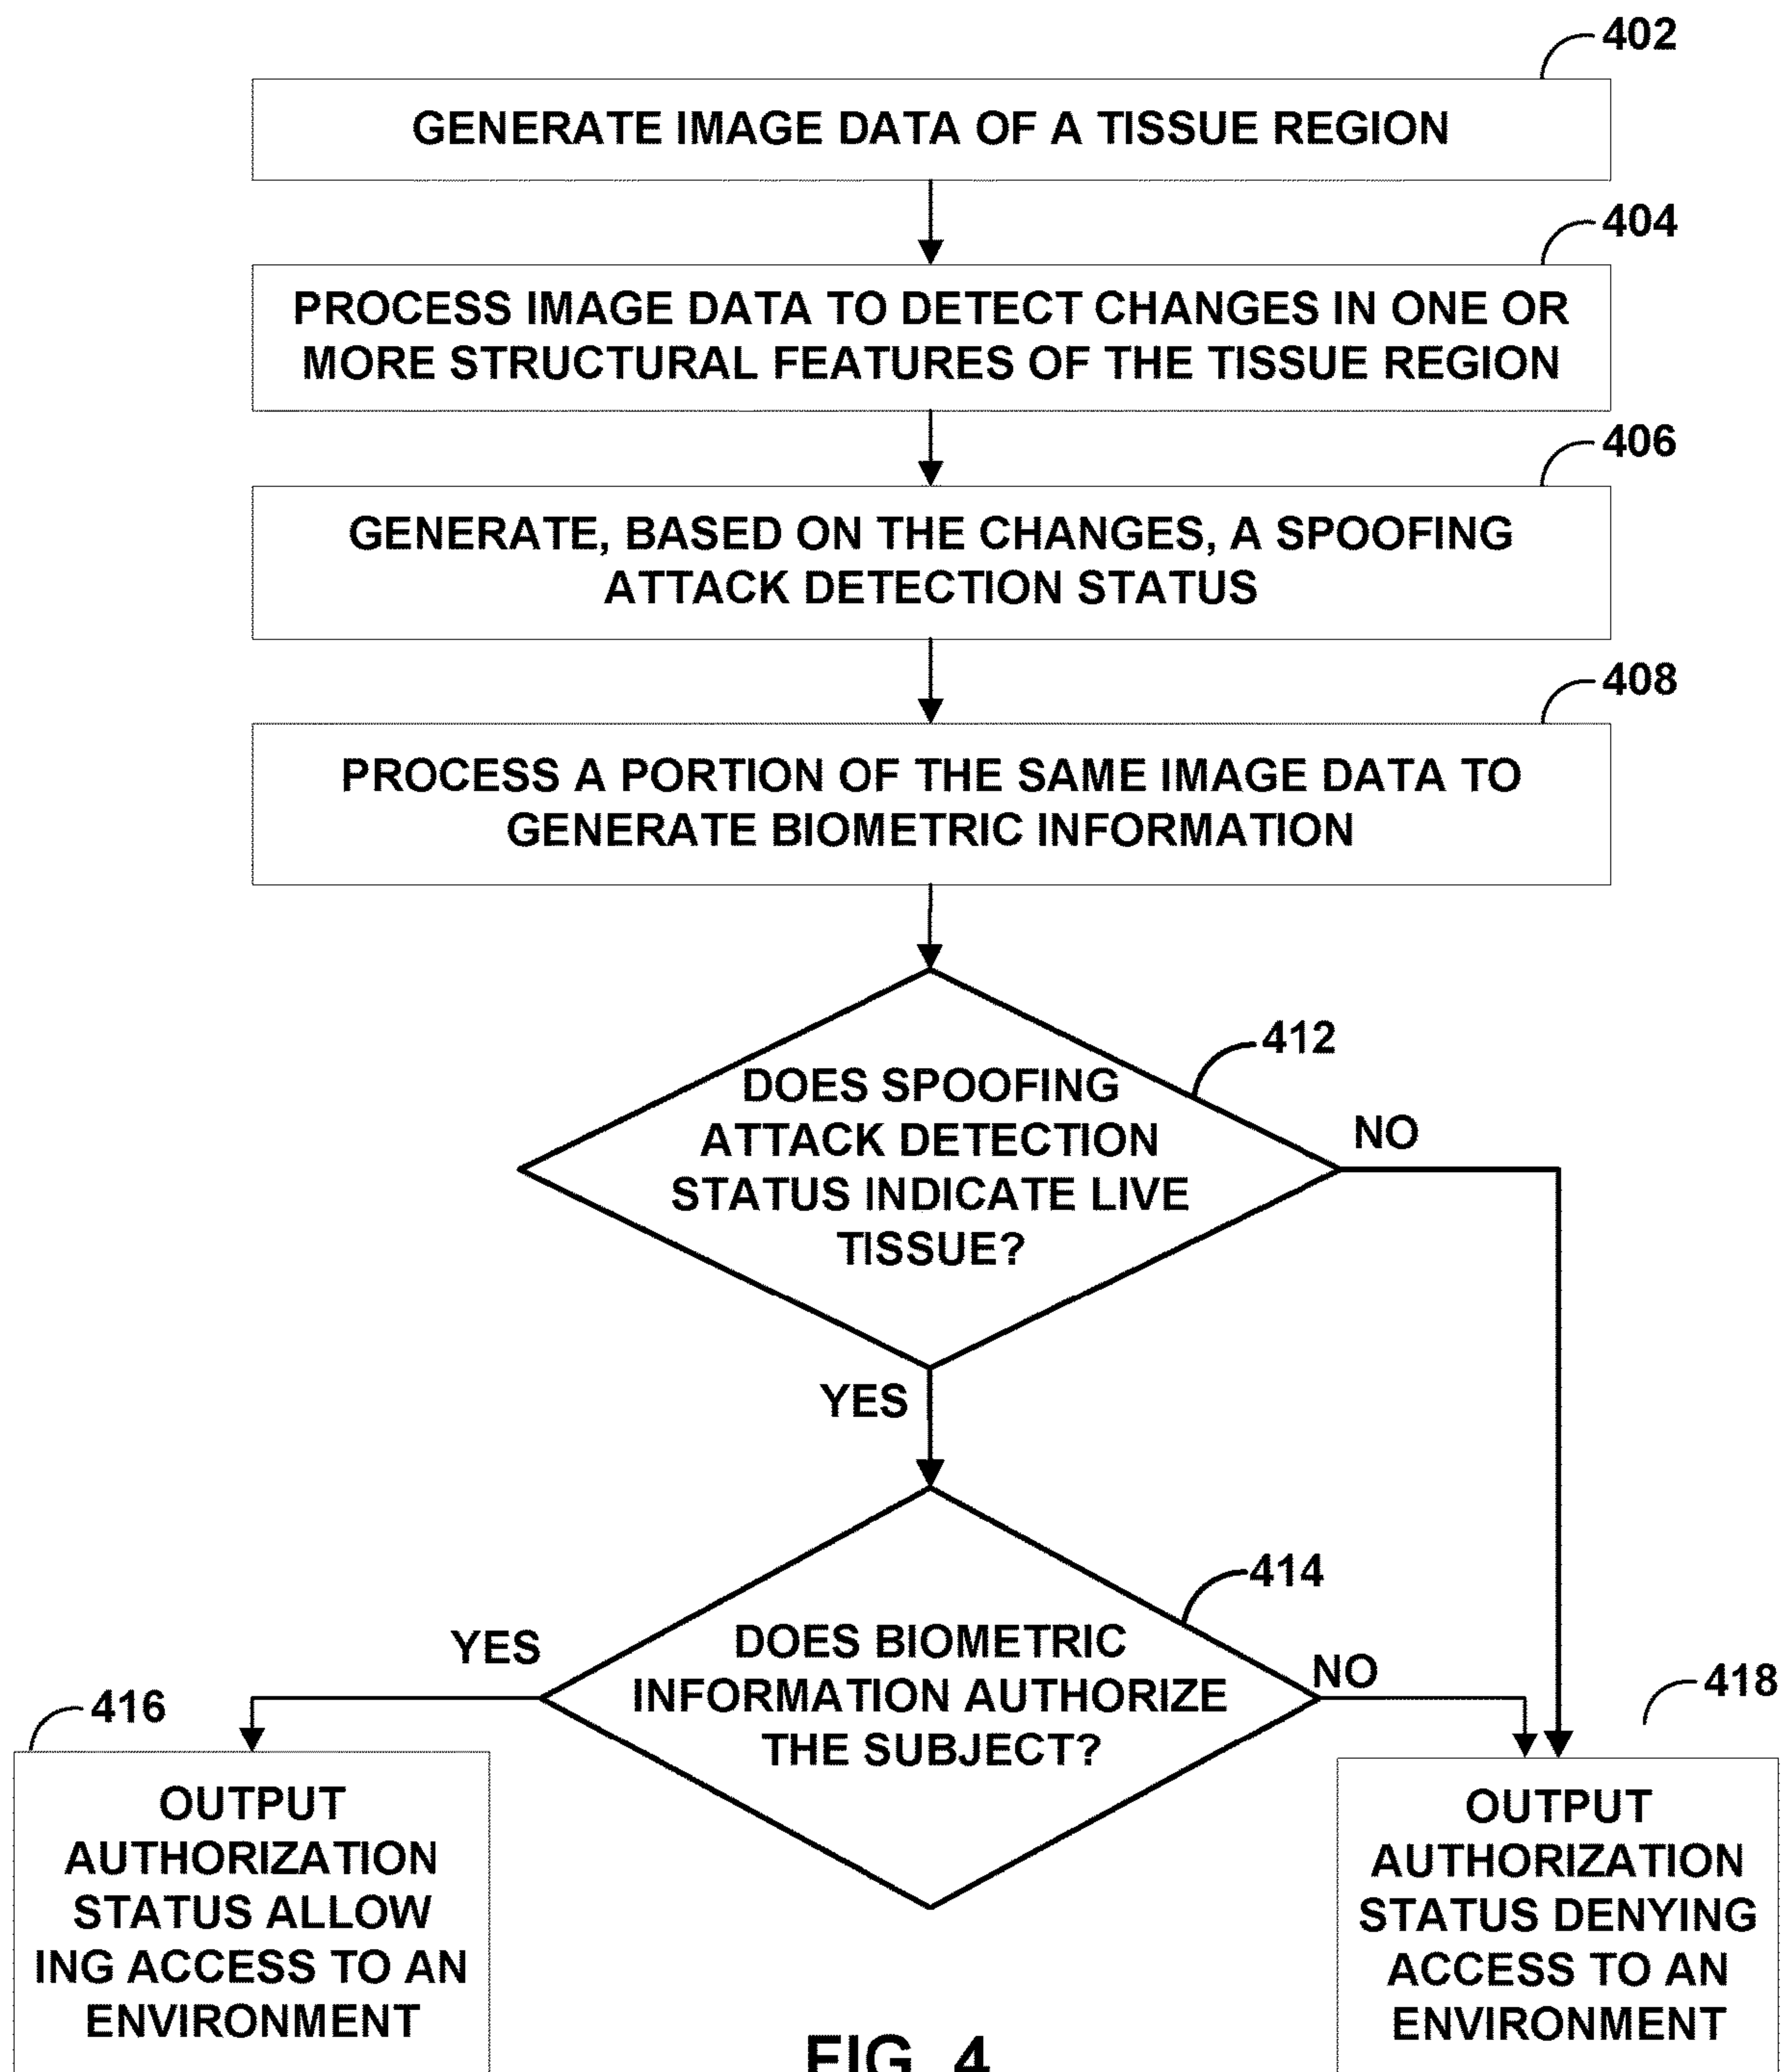 402
GENERATE IMAGE DATA OF A TISSUE REGION
404
PROCESS IMAGE DATA TO DETECT CHANGES IN ONE OR
MORE STRUCTURAL FEATURES OF THE TISSUE REGION
406
GENERATE, BASED ON THE CHANGES, A SPOOFING
ATTACK DETECTION STATUS
408
PROCESS A PORTION OF THE SAME IMAGE DATA TO
GENERATE BIOMETRIC INFORMATION
412
DOES SPOOFING
ATTACK DETECTION
STATUS INDICATE LIVE
TISSUE?
NO
YES
414
DOES BIOMETRIC
INFORMATION AUTHORIZE
THE SUBJECT?
YES
NO
416
OUTPUT
AUTHORIZATION
STATUS ALLOW
ING ACCESS TO AN
ENVIRONMENT
418
OUTPUT
AUTHORIZATION
STATUS DENYING
ACCESS TO AN
ENVIRONMENT
FIG. 4